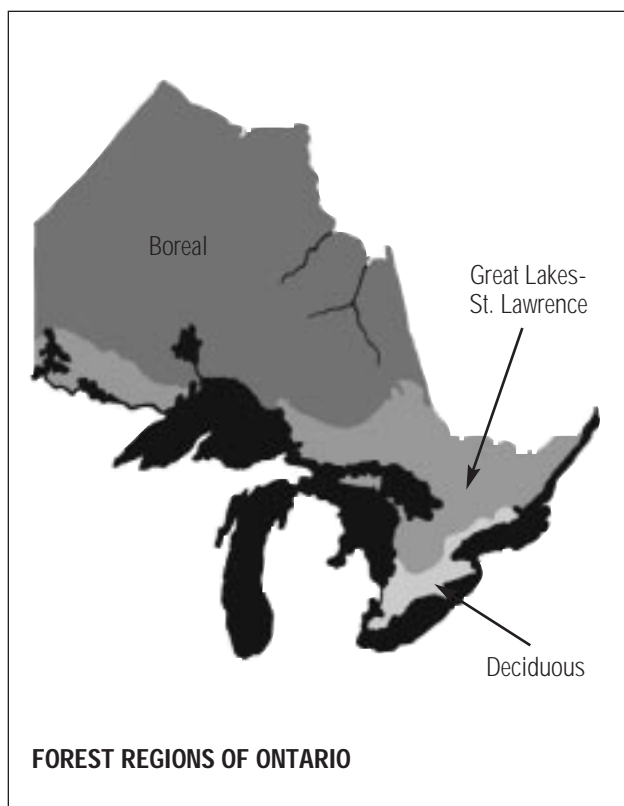 Boreal
Great Lakes-
St. Lawrence
Deciduous
FOREST REGIONS OF ONTARIO